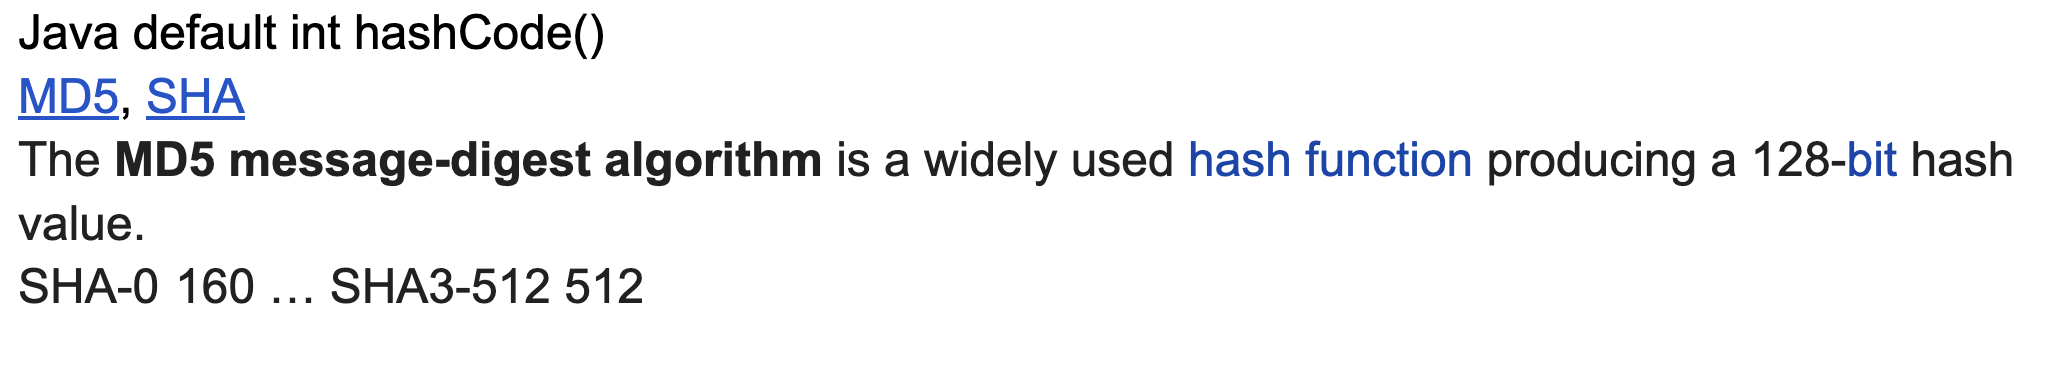 Java default int hashCode()
MD5, SHA
The MD5 message-digest algorithm is a widely used hash function producing a 128-bit hash
value.
SHA-0 160 … SHA3-512 512